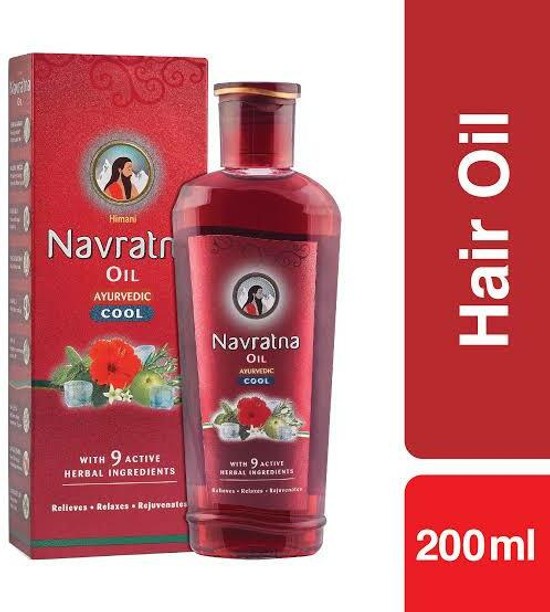 Himani
Navratna
OIL
AYURVEDIC
COOL
WITH 9 ACTIVE
HERBAL INGREDIENTS
Relieves • Relaxes • Rejuvenates
Navratna
OIL
AYURVEDIC
COOL
WITH 9 ACTIVE
HERBAL INGREDIENTS
Relieves • Relaxes • Rejuvenates
Hair Oil
200ml